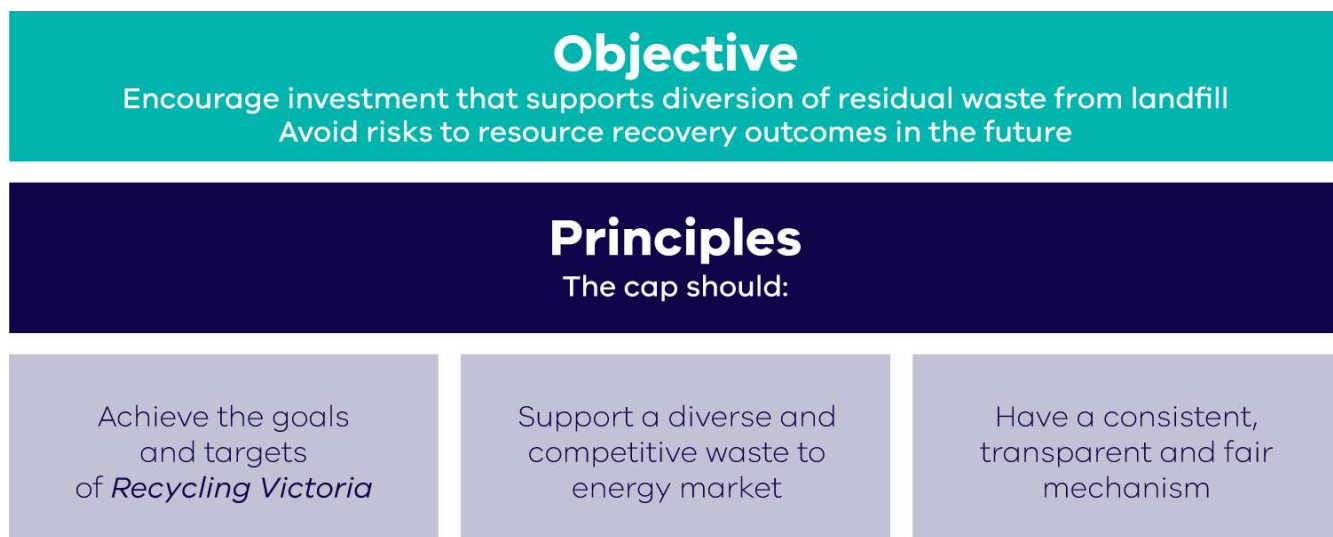 Objective
Encourage investment that supports diversion of residual waste from landfill
Avoid risks to resource recovery outcomes in the future
Principles
The cap should:
Achieve the goals
and targets
of Recycling Victoria
Support a diverse and
competitive waste to
energy market
Have a consistent,
transparent and fair
mechanism